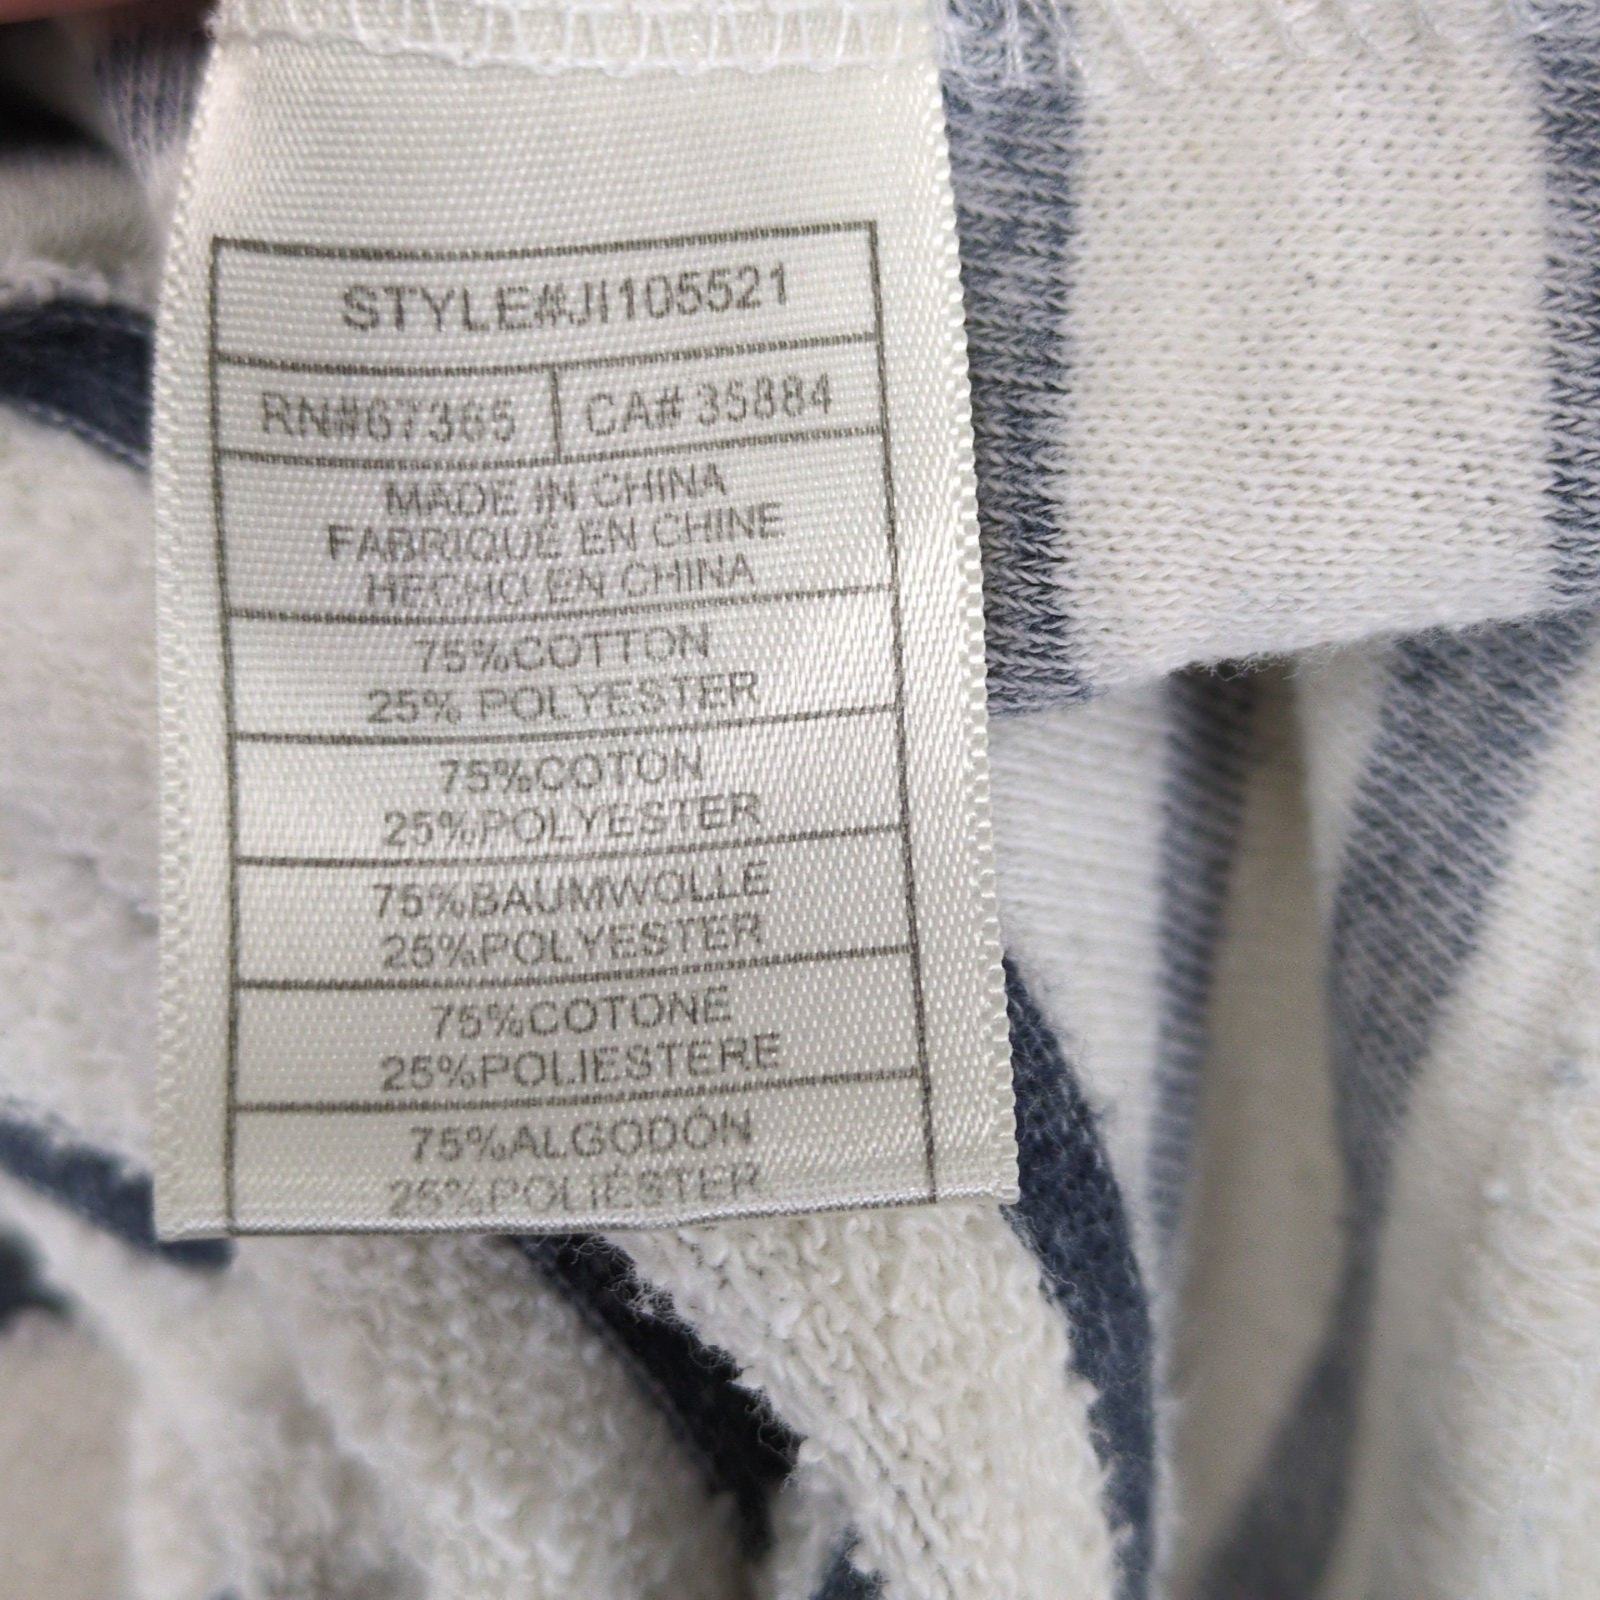 STYLE#JI105521
RN#67365 CA# 35884
MADE IN CHINA
FABRIQUÉ EN CHINE
HECHO EN CHINA
75%COTTON
25% POLYESTER
75%COTON
25%POLYESTER
75%BAUMWOLLE
25%POLYESTER
75%COTONE
25%POLIESTERE
75%ALGODÓN
25%POLIÉSTER